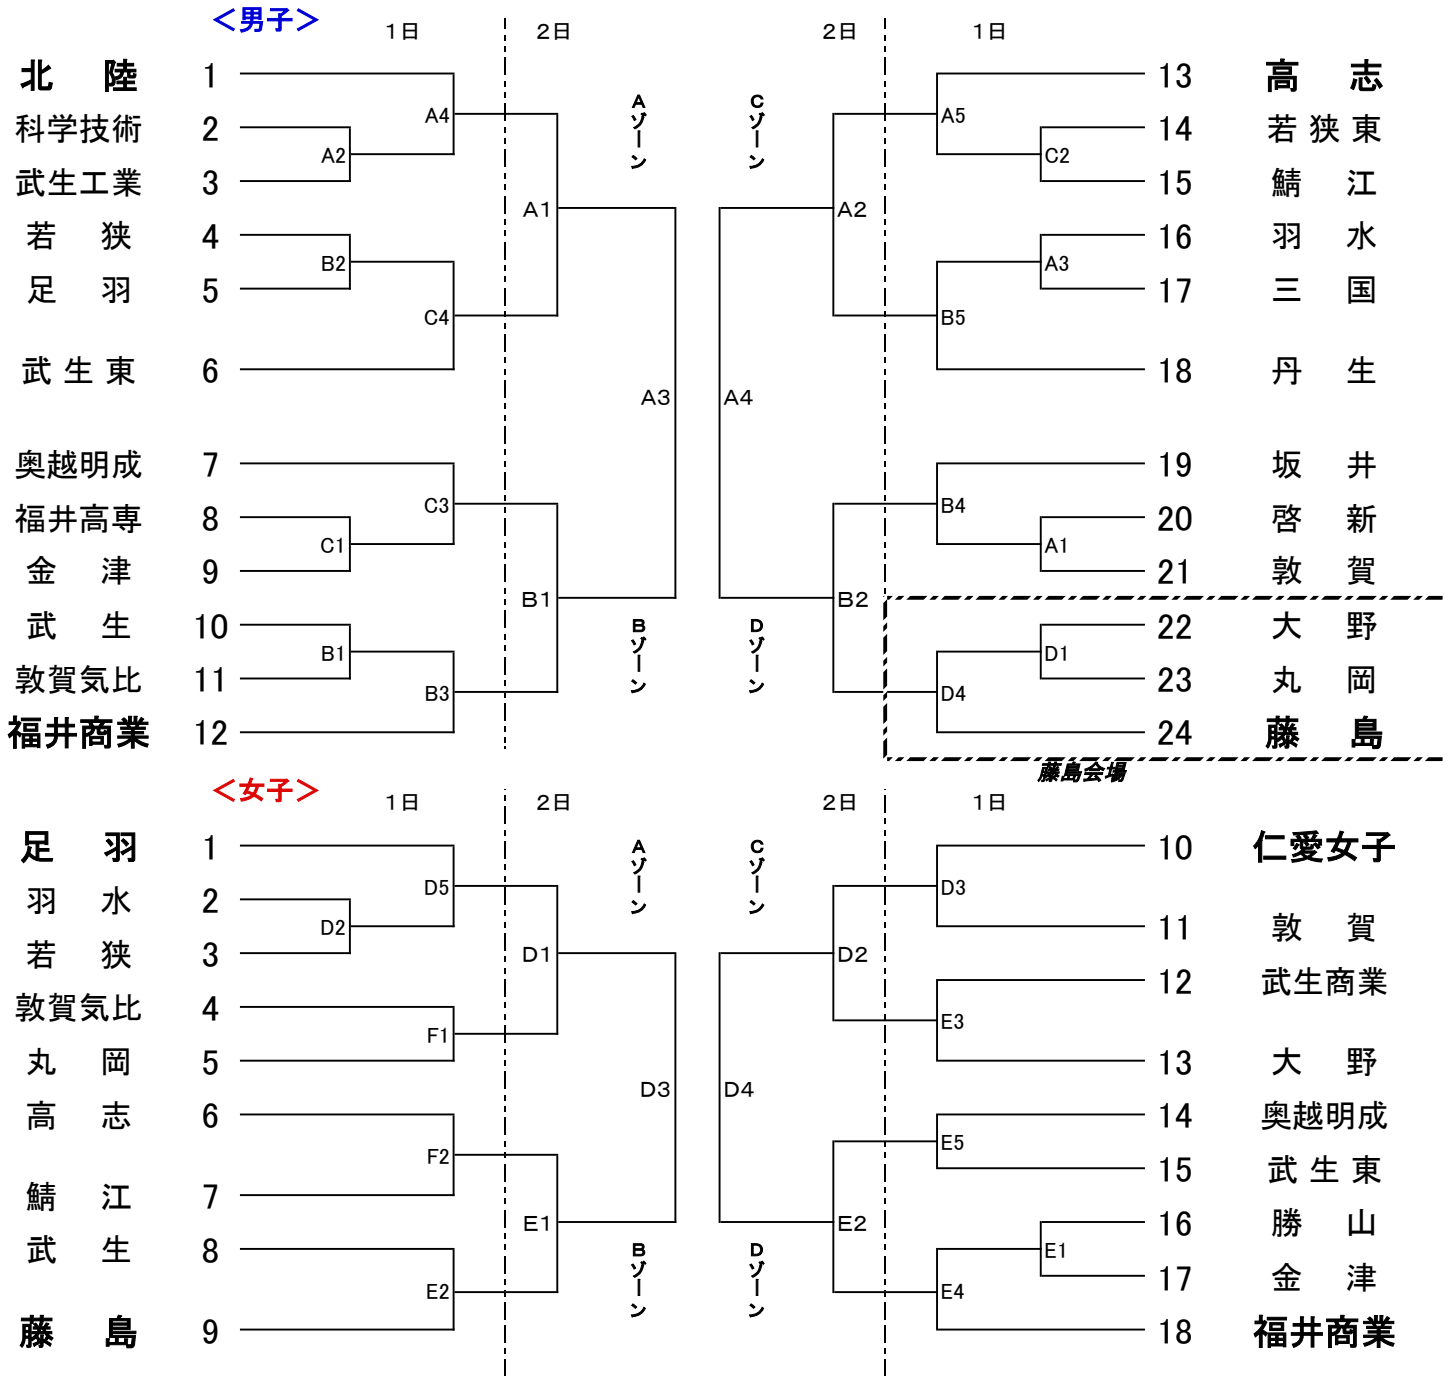 ＜男子＞
1日 2日 2日 1日
北 陸 1 13 高 志
科学技術 2 14 若狭東
武生工業 3 15 鯖 江
若 狭 4 16 羽 水
足 羽 5 17 三 国
武生東 6 18 丹 生
奥越明成 7 19 坂 井
福井高専 8 20 啓 新
金 津 9 21 敦 賀
武 生 10 22 大 野
敦賀気比 11 23 丸 岡
福井商業 12 24 藤 島
A4 A5
A2 C2
A1 A2
B2 A3
C4 B5
A3 A4
C3 B4
C1 A1
B1 B2
B1 D1
B3 D4
Aゾーン Cゾーン
Bゾーン Dゾーン
藤島会場
＜女子＞
1日 2日 2日 1日
足 羽 1 10 仁愛女子
羽 水 2 11 敦 賀
若 狭 3 12 武生商業
敦賀気比 4 13 大 野
丸 岡 5 14 奥越明成
高 志 6 15 武生東
鯖 江 7 16 勝 山
武 生 8 17 金 津
藤 島 9 18 福井商業
D5 D3
D2
D1 D2
F1 E3
D3 D4
F2 E5
E1 E2
E1
E2 E4
Aゾーン Cゾーン
Bゾーン Dゾーン